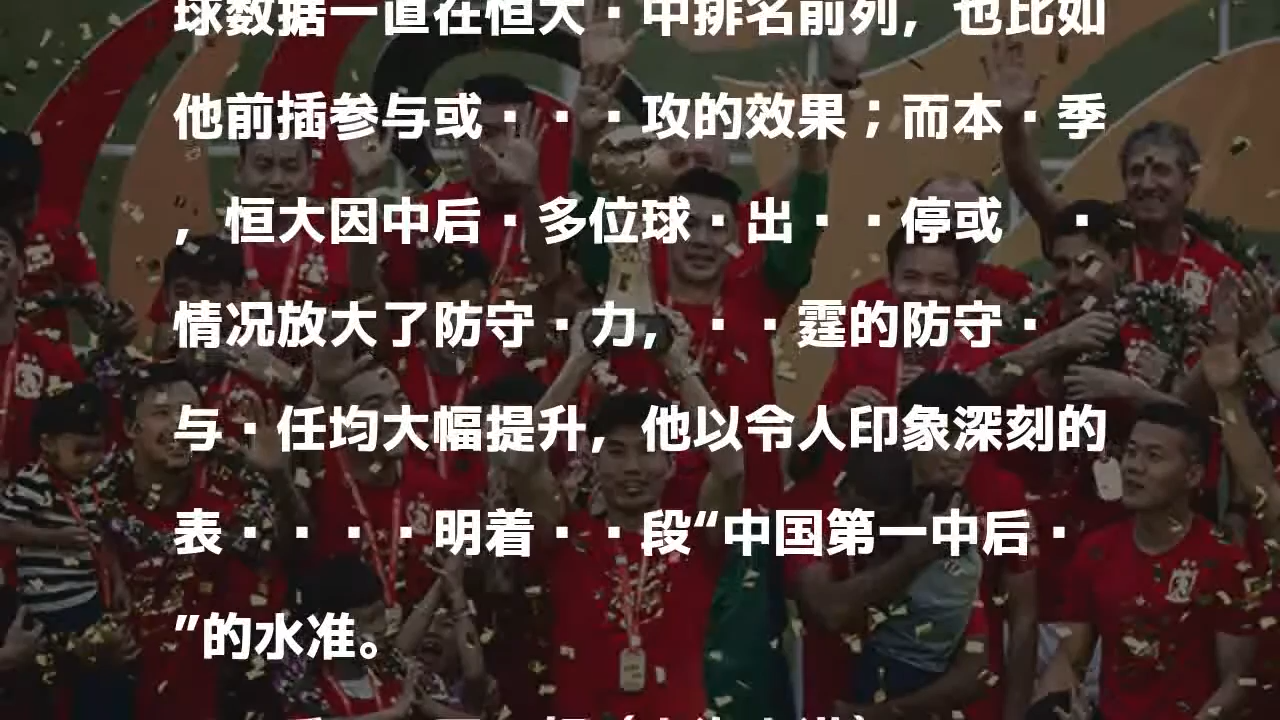 球数据一直在恒大·中排名前列，也比如
他前插参与或···攻的效果；而本·季
，恒大因中后·多位球·出··停或 ·
情况放大了防守·力，··霆的防守·
与·任均大幅提升，他以令人印象深刻的
表····明着··段“中国第一中后·
”的水准。